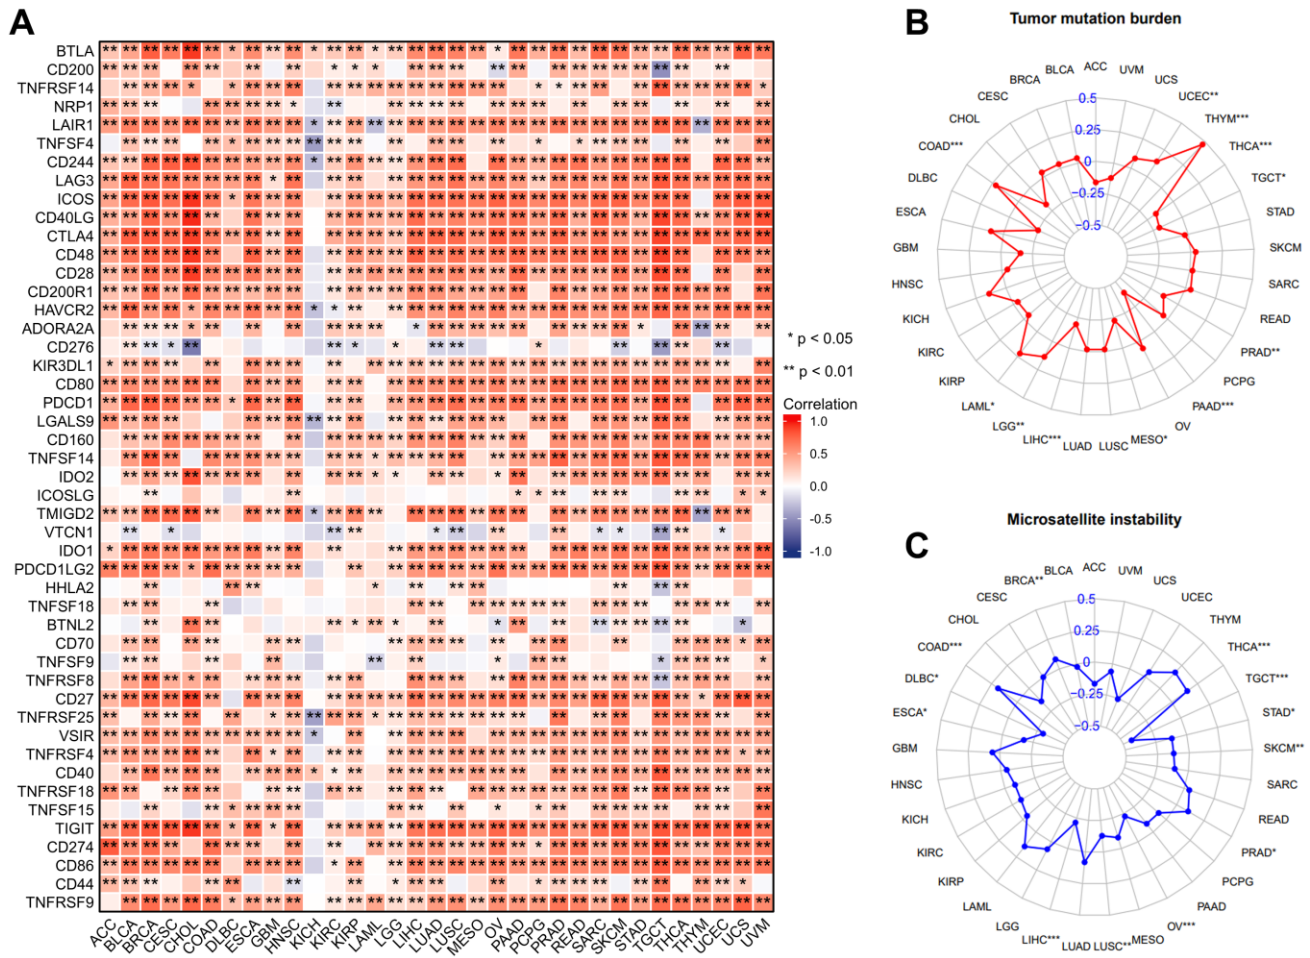 A
BTLA
CD200
TNFRSF14
NRP1
LAIR1
TNFSF4
CD244
LAG3
ICOS
CD40LG
CTLA4
CD48
CD28
CD200R1
HAVCR2
ADORA2A
CD276
KIR3DL1
CD80
PDCD1
LGALS9
CD160
TNFSF14
IDO2
ICOSLG
TMIGD2
VTCN1
IDO1
PDCD1LG2
HHLA2
TNFSF18
BTNL2
CD70
TNFSF9
TNFRSF8
CD27
TNFRSF25
VSIR
TNFRSF4
CD40
TNFRSF18
TNFSF15
TIGIT
CD274
CD86
CD44
TNFRSF9
ACC BLCA BRCA CESC CHOL COAD DLBC ESCA GBM HNSC KICH KIRC KIRP LAML LGG LIHC LUAD LUSC MESO OV PAAD PCPG PRAD READ SARC SKCM STAD TGCT THCA THYM UCEC UCS UVM
* p < 0.05
** p < 0.01
Correlation
1.0
0.5
0.0
-0.5
-1.0
B
Tumor mutation burden
ACC
UVM
UCS
UCEC**
THYM***
THCA***
TGCT*
STAD
SKCM
SARC
READ
PRAD**
PCPG
PAAD***
OV
MESO*
LUSC
LUAD
LIHC***
LGG**
LAML*
KIRP
KIRC
KICH
HNSC
GBM
ESCA
DLBC
COAD***
CHOL
CESC
BRCA
BLCA
0.5
0.25
0
-0.25
-0.5
C
Microsatellite instability
ACC
UVM
UCS
UCEC
THYM
THCA***
TGCT***
STAD*
SKCM**
SARC
READ
PRAD*
PCPG
PAAD
OV***
MESO
LUSC**
LUAD
LIHC***
LGG
LAML
KIRP
KIRC
KICH
HNSC
GBM
ESCA*
DLBC*
COAD***
CHOL
CESC
BRCA**
BLCA
0.5
0.25
0
-0.25
-0.5